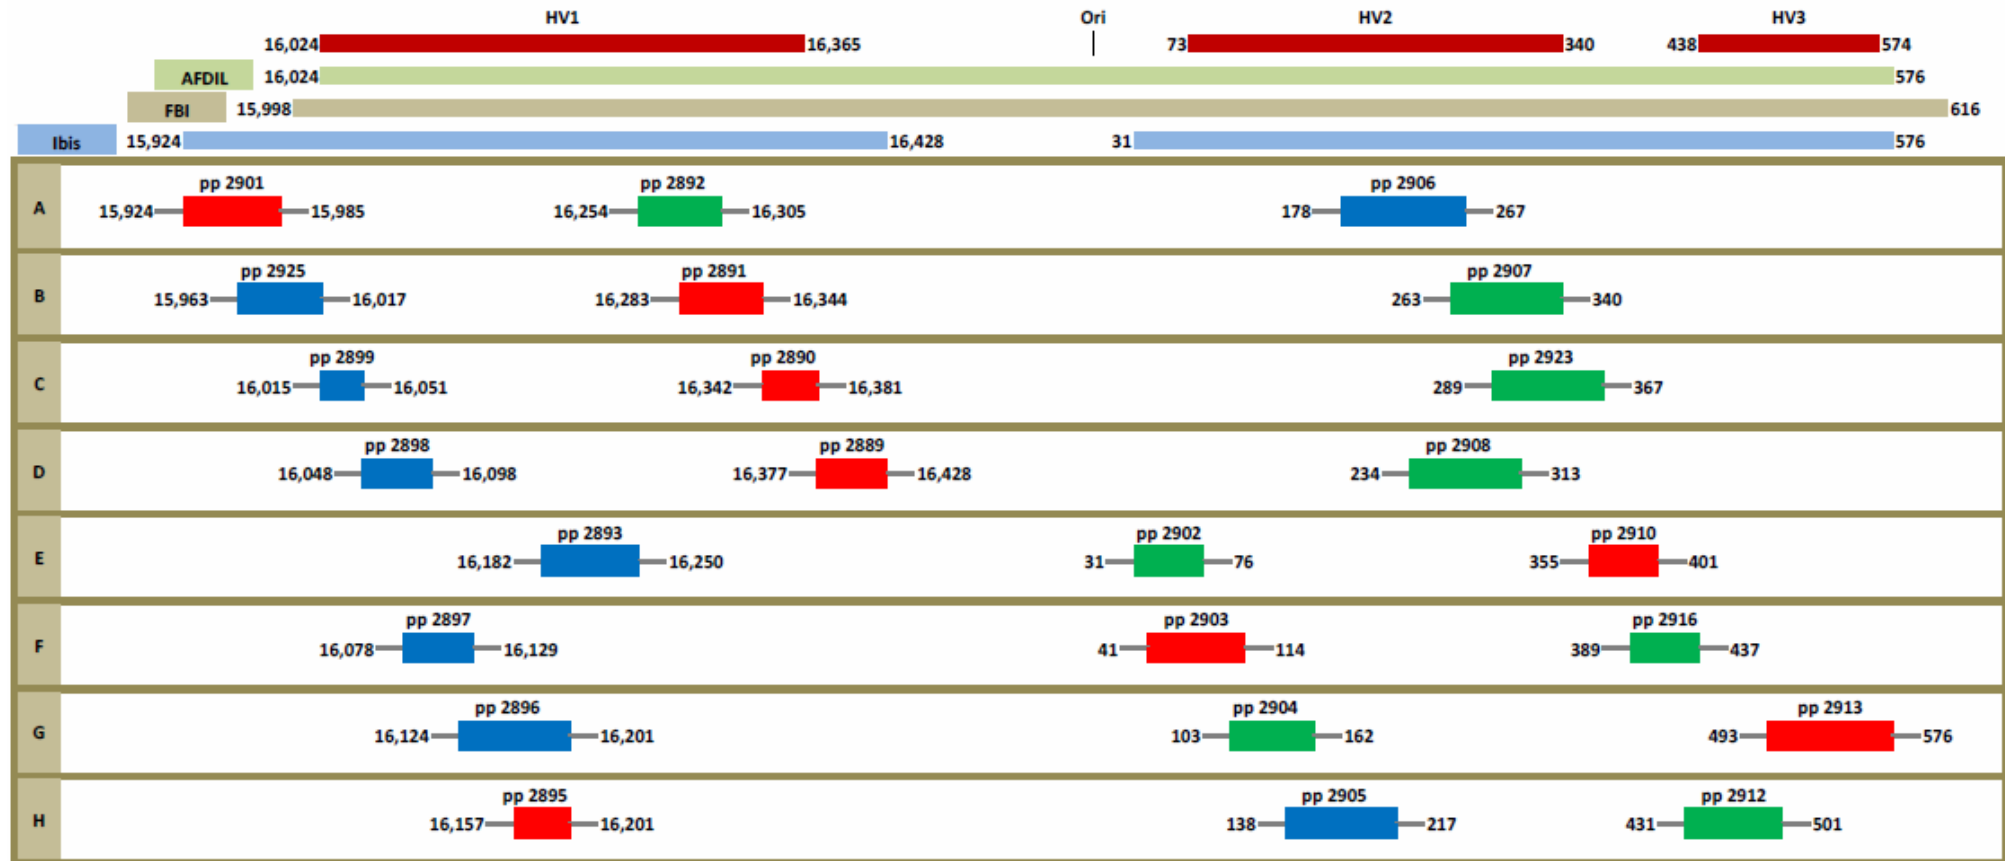 HV1 Ori HV2 HV3
16,024 16,365 73 340 438 574
AFDIL 16,024 576
FBI 15,998 616
Ibis 15,924 16,428 31 576
pp 2901 pp 2892 pp 2906
A 15,924 15,985 16,254 16,305 178 267
pp 2925 pp 2891 pp 2907
B 15,963 16,017 16,283 16,344 263 340
pp 2899 pp 2890 pp 2923
C 16,015 16,051 16,342 16,381 289 367
pp 2898 pp 2889 pp 2908
D 16,048 16,098 16,377 16,428 234 313
pp 2893 pp 2902 pp 2910
E 16,182 16,250 31 76 355 401
pp 2897 pp 2903 pp 2916
F 16,078 16,129 41 114 389 437
pp 2896 pp 2904 pp 2913
G 16,124 16,201 103 162 493 576
pp 2895 pp 2905 pp 2912
H 16,157 16,201 138 217 431 501